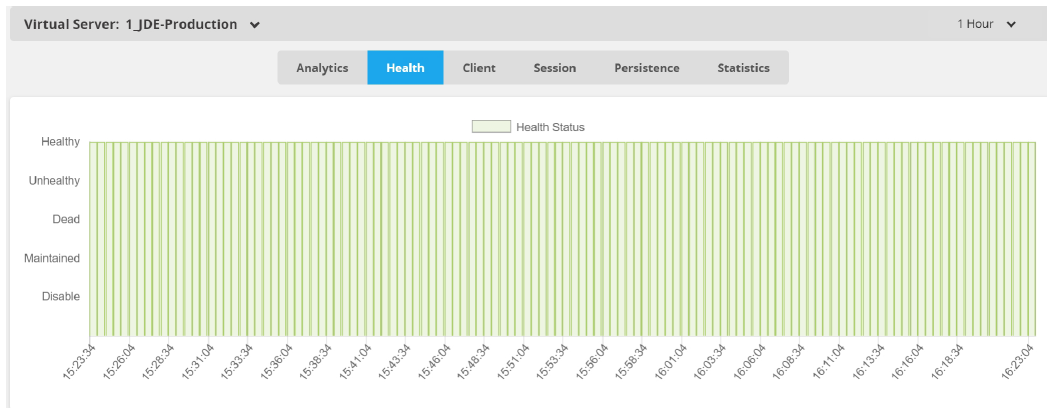 Virtual Server: 1_JDE-Production
1 Hour
Analytics Health Client Session Persistence Statistics
Health Status
Healthy
Unhealthy
Dead
Maintained
Disable
15:23:34 15:26:04 15:28:34 15:31:04 15:33:34 15:36:04 15:38:34 15:41:04 15:43:34 15:46:04 15:48:34 15:51:04 15:53:34 15:56:04 15:58:34 16:01:04 16:03:34 16:06:04 16:08:34 16:11:04 16:13:34 16:16:04 16:18:34 16:23:04